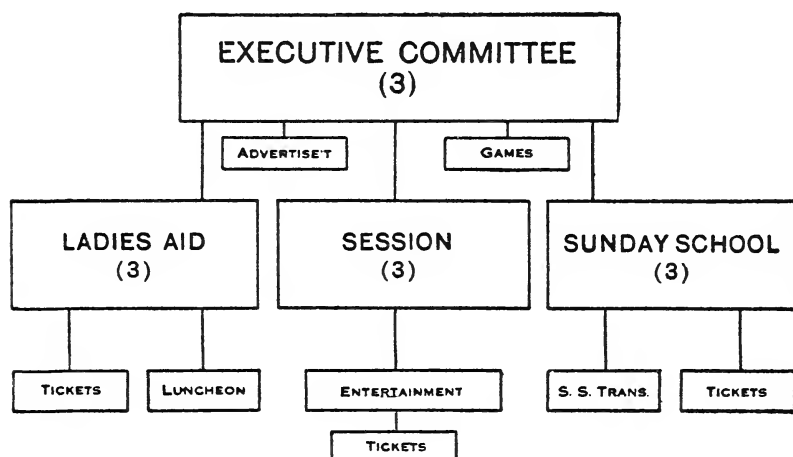 EXECUTIVE COMMITTEE
(3)
ADVERTISE'T
GAMES
LADIES AID
(3)
SESSION
(3)
SUNDAY SCHOOL
(3)
TICKETS
LUNCHEON
ENTERTAINMENT
S. S. TRANS.
TICKETS
TICKETS